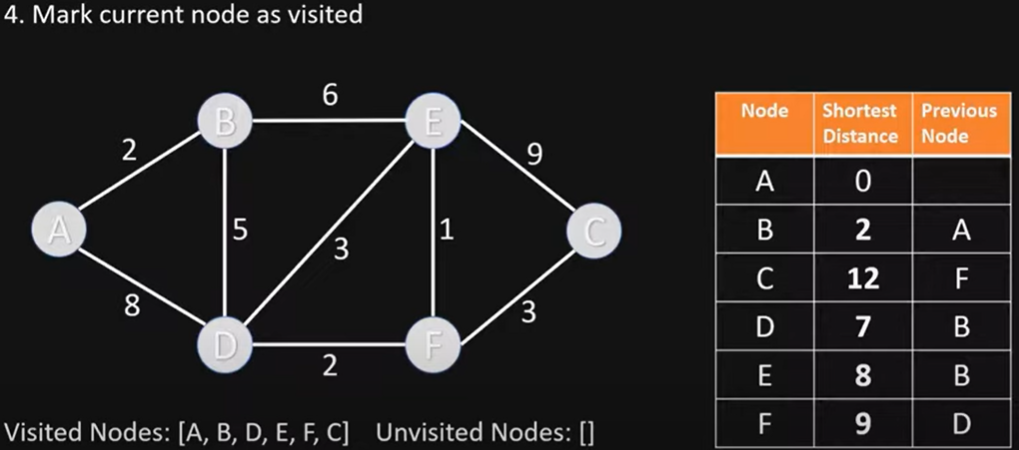 4. Mark current node as visited
6
B
E
2
9
A
5
3
1
C
8
3
D
F
2
Node Shortest Distance Previous Node
A 0
B 2 A
C 12 F
D 7 B
E 8 B
F 9 D
Visited Nodes: [A, B, D, E, F, C] Unvisited Nodes: []